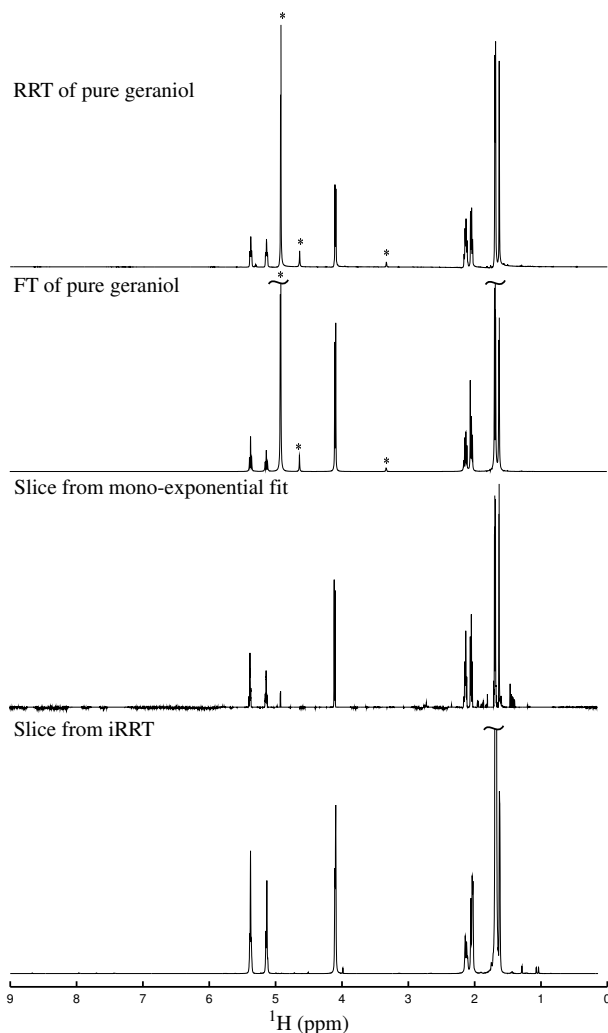 *
RRT of pure geraniol
*
*
FT of pure geraniol
*
*
*
Slice from mono-exponential fit
Slice from iRRT
9 8 7 6 5 4 3 2 1 0
¹H (ppm)